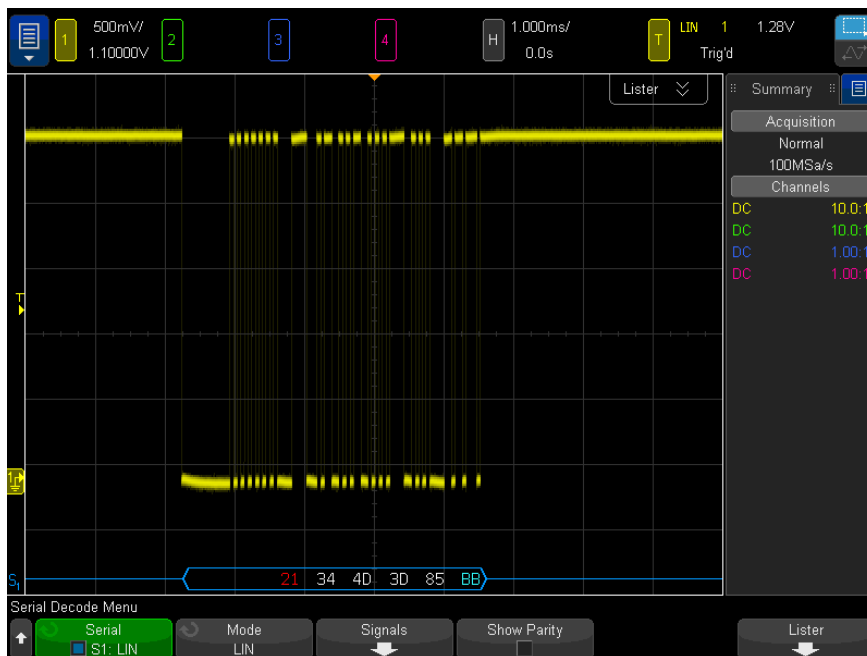 1 500mV/ 2 3 4 H 1.000ms/ T LIN 1 1.28V
1.10000V 0.0s Trig'd
Lister
Summary
Acquisition
Normal
100MSa/s
Channels
DC 10.0:1
DC 10.0:1
DC 1.00:1
DC 1.00:1
T
1
S1 21 34 4D 3D 85 BB
Serial Decode Menu
Serial Mode Signals Show Parity Lister
S1: LIN LIN